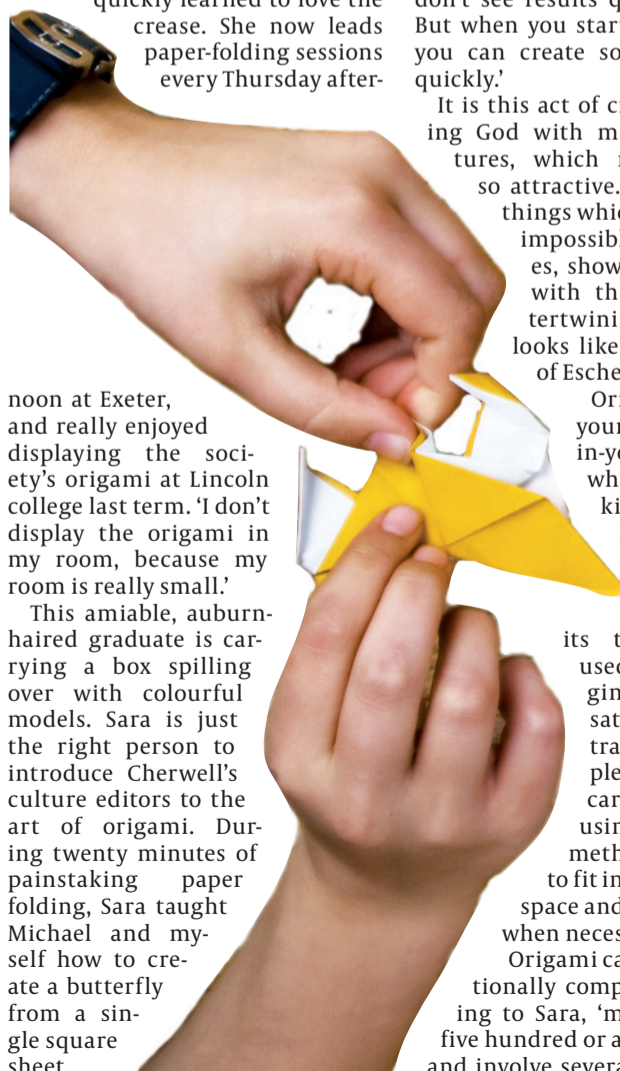 quickly learned to love the
crease. She now leads
paper-folding sessions
every Thursday after-
noon at Exeter,
and really enjoyed
displaying the soci-
ety's origami at Lincoln
college last term. 'I don't
display the origami in
my room, because my
room is really small.'
This amiable, auburn-
haired graduate is car-
rying a box spilling
over with colourful
models. Sara is just
the right person to
introduce Cherwell's
culture editors to the
art of origami. Dur-
ing twenty minutes of
painstaking paper
folding, Sara taught
Michael and my-
self how to cre-
ate a butterfly
from a sin-
gle square
sheet
don't see results
But when you start
you can create so
quickly.'
It is this act of
ing God with m
tures, which
so attractive.
things
impossibl
es, show
with th
tertwini
looks like
of Esche
Ori
your
in-y
wh
ki
its t
used
gin
sat
tra
ple
car
usin
meth
to fit in
space and
when neces
Origami ca
tionally comp
ing to Sara, 'm
five hundred or a
and involve severa